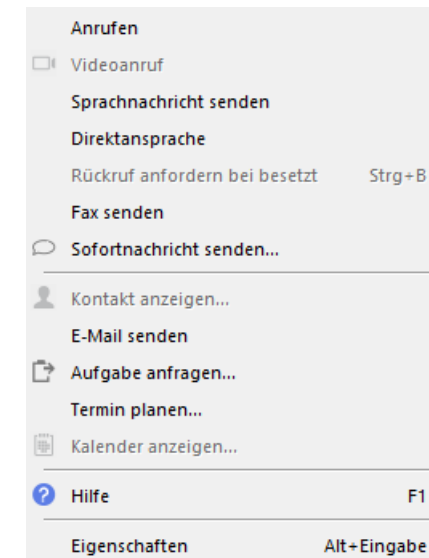 Anrufen
Videoanruf
Sprachnachricht senden
Direktansprache
Rückruf anfordern bei besetzt Strg+B
Fax senden
Sofortnachricht senden...
Kontakt anzeigen...
E-Mail senden
Aufgabe anfragen...
Termin planen...
Kalender anzeigen...
Hilfe F1
Eigenschaften Alt+Eingabe